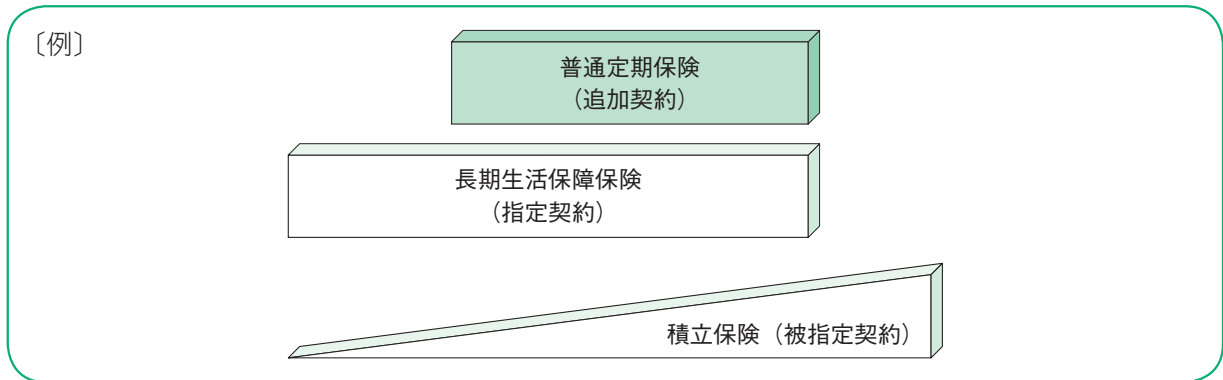 〔例〕
普通定期保険
（追加契約）
長期生活保障保険
（指定契約）
積立保険（被指定契約）